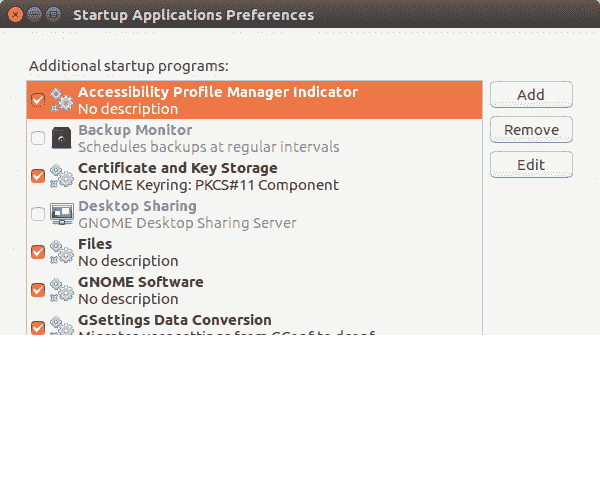 Startup Applications Preferences
Additional startup programs:
Accessibility Profile Manager Indicator
No description
Add
Backup Monitor
Schedules backups at regular intervals
Remove
Certificate and Key Storage
GNOME Keyring: PKCS#11 Component
Edit
Desktop Sharing
GNOME Desktop Sharing Server
Files
No description
GNOME Software
No description
GSettings Data Conversion